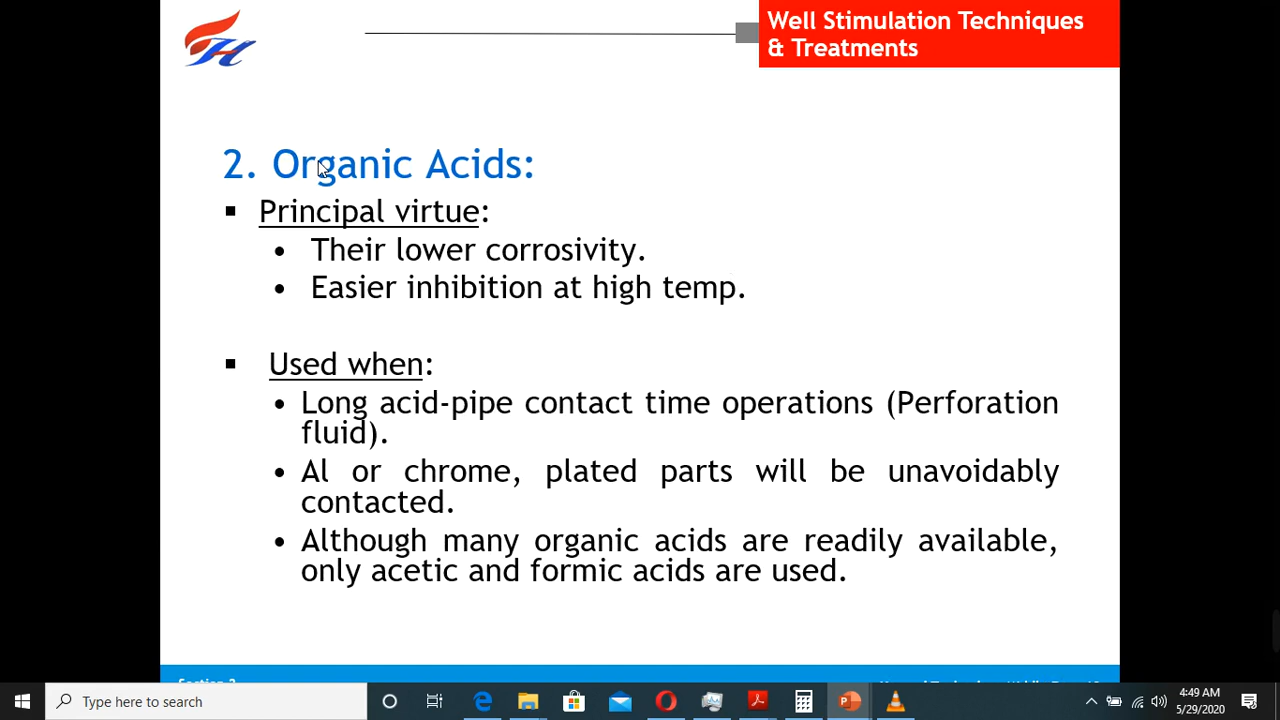 Well Stimulation Techniques
& Treatments
2. Organic Acids:
▪ Principal virtue:
• Their lower corrosivity.
• Easier inhibition at high temp.
▪ Used when:
• Long acid-pipe contact time operations (Perforation
fluid).
• Al or chrome, plated parts will be unavoidably
contacted.
• Although many organic acids are readily available,
only acetic and formic acids are used.
Type here to search
4:49 AM
5/29/2020